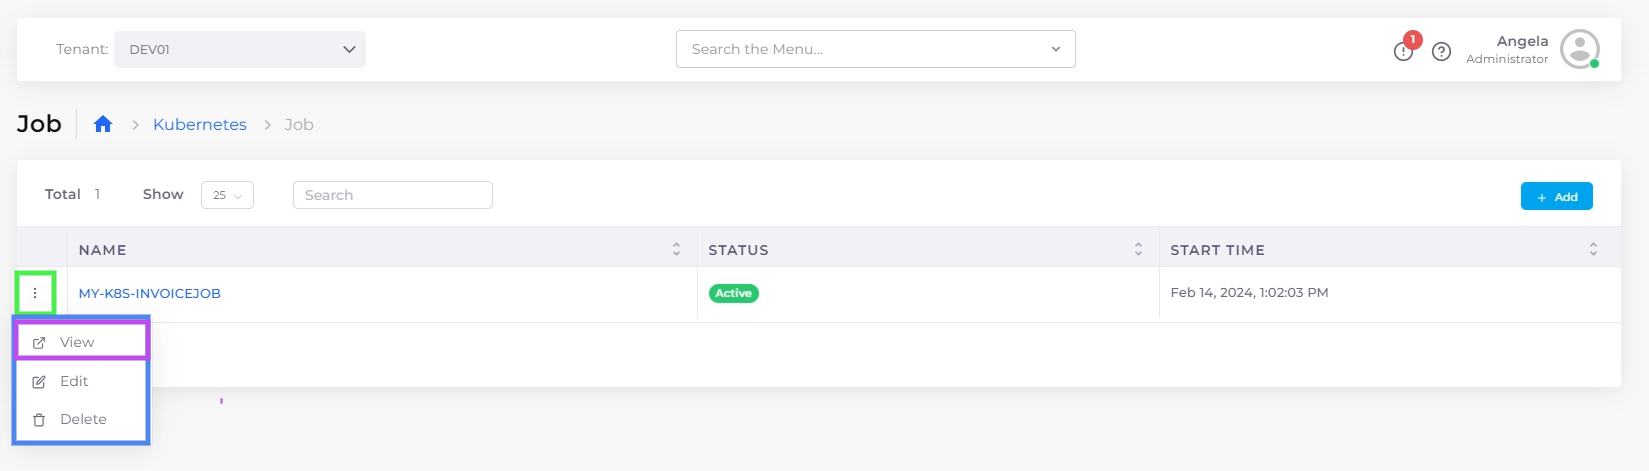 Tenant: DEV01 Search the Menu... 1 Angela
Administrator
Job Kubernetes Job
Total 1 Show 25 Search + Add
NAME STATUS START TIME
MY-K8S-INVOICEJOB Active Feb 14, 2024, 1:02:03 PM
View
Edit
Delete